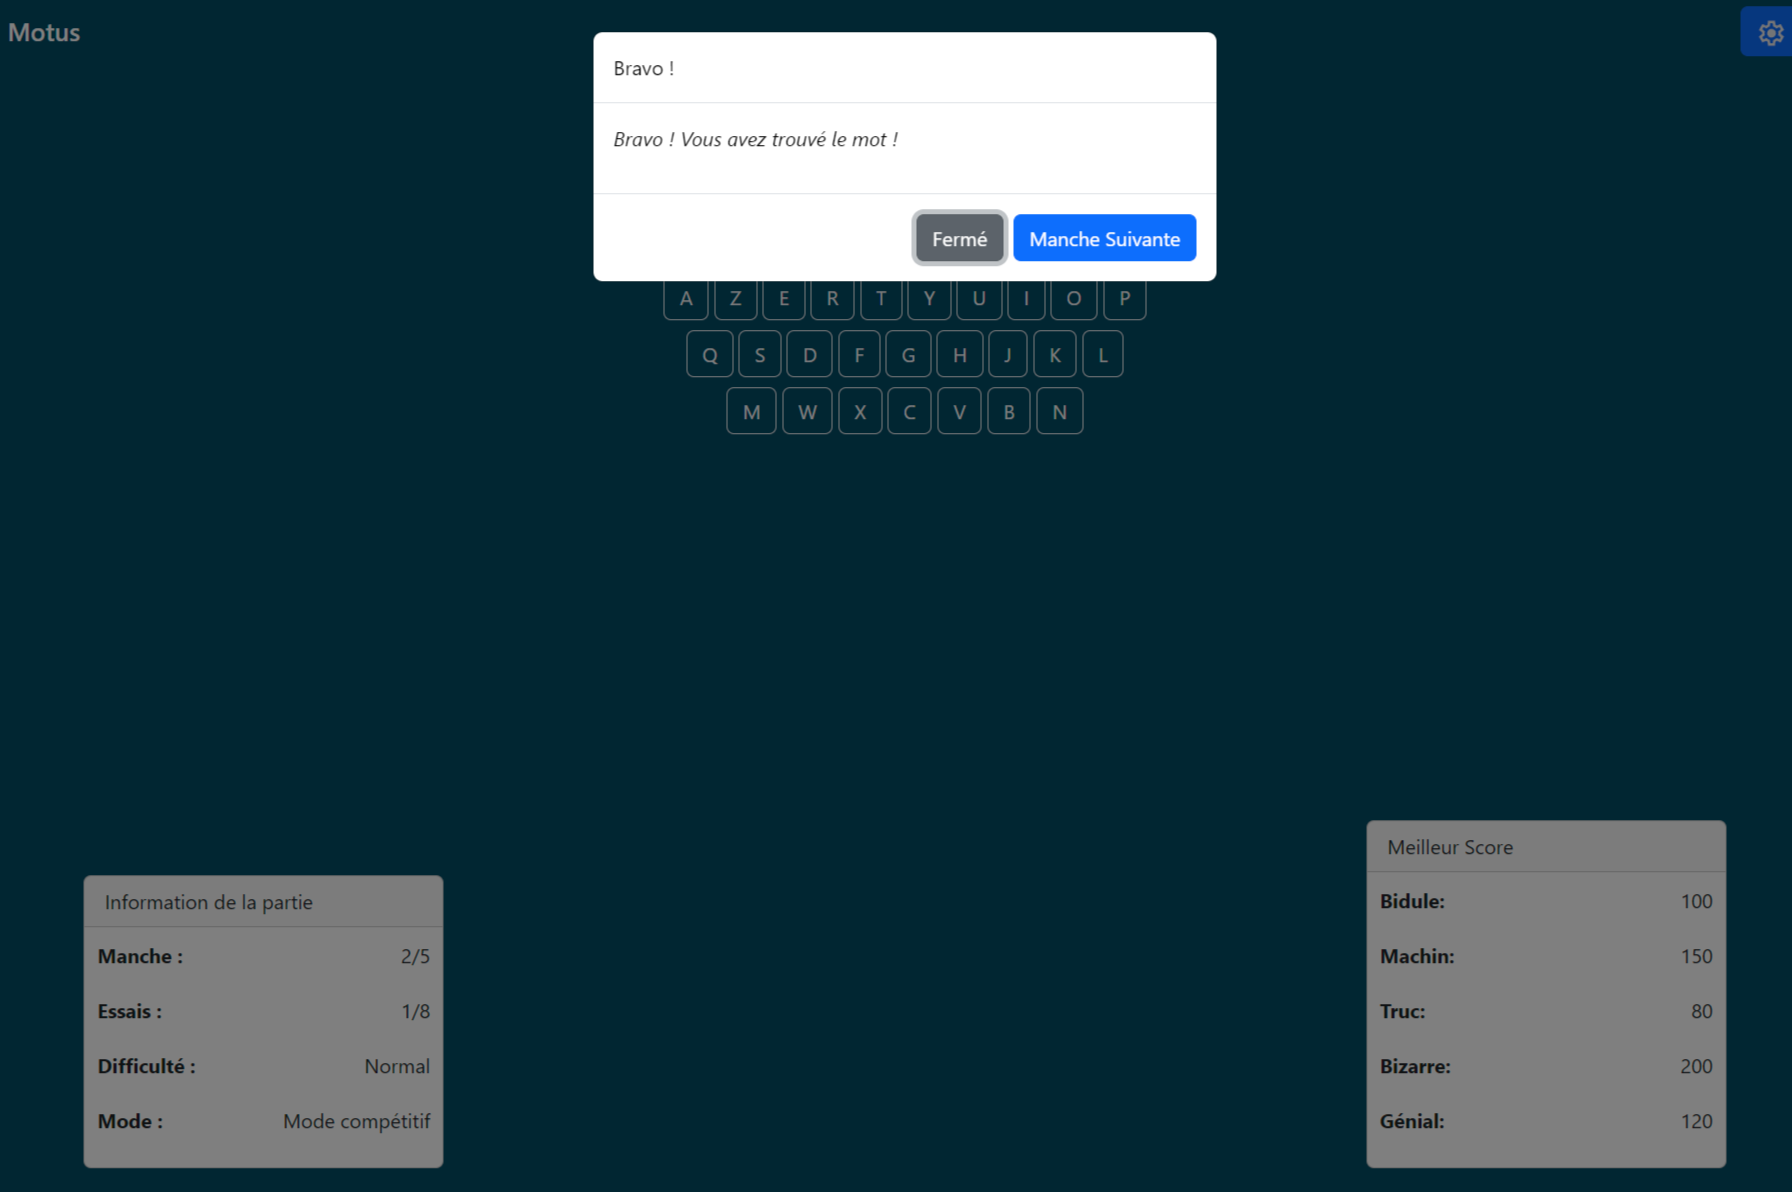 Motus
Bravo !
Bravo ! Vous avez trouvé le mot !
Fermé Manche Suivante
A Z E R T Y U I O P
Q S D F G H J K L
M W X C V B N
Information de la partie
Manche : 2/5
Essais : 1/8
Difficulté : Normal
Mode : Mode compétitif
Meilleur Score
Bidule: 100
Machin: 150
Truc: 80
Bizarre: 200
Génial: 120